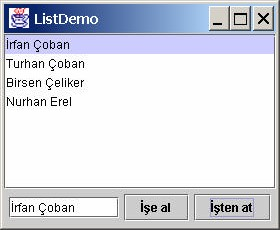 ListDemo
İrfan Çoban
Turhan Çoban
Birsen Çeliker
Nurhan Erel
İrfan Çoban
İşe al
İşten at